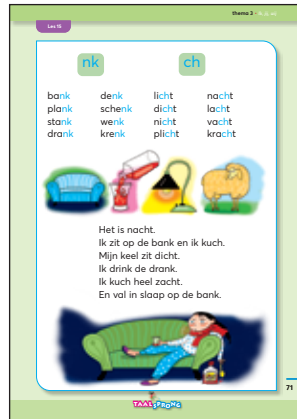 thema 2 •
Les 15
nk ch
bank denk licht nacht
plank schenk dicht lacht
stank wenk nicht vacht
drank krenk plicht kracht
Het is nacht.
Ik zit op de bank en ik kuch.
Mijn keel zit dicht.
Ik drink de drank.
Ik kuch heel zacht.
En val in slaap op de bank.
71
TAALSPRONG